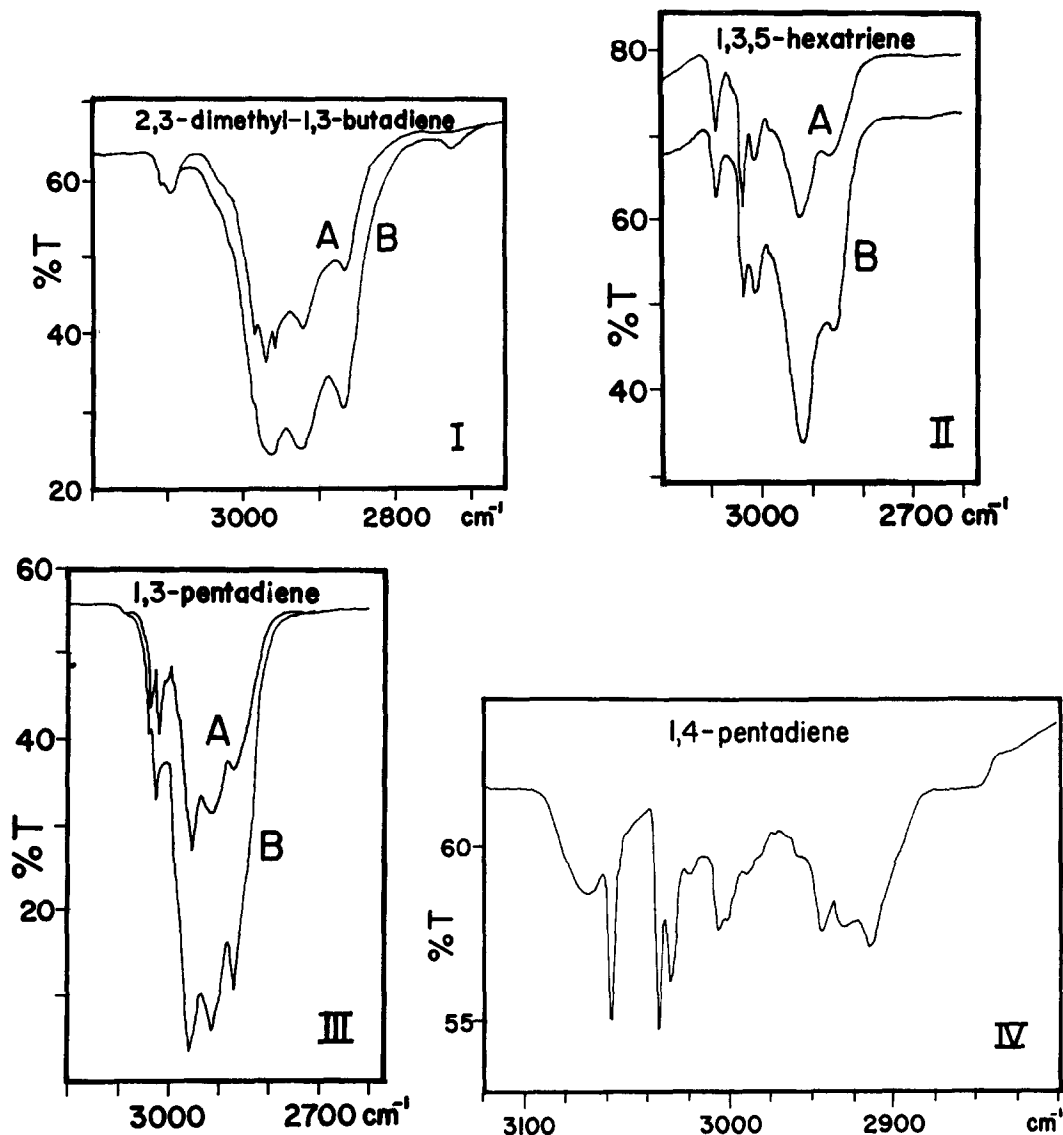 2,3-dimethyl-1,3-butadiene
60
40
20
%T
A
B
I
3000 2800 cm⁻¹
1,3,5-hexatriene
80
60
40
%T
A
B
II
3000 2700 cm⁻¹
1,3-pentadiene
60
40
20
%T
A
B
III
3000 2700 cm⁻¹
1,4-pentadiene
60
55
%T
IV
3100 3000 2900 cm⁻¹